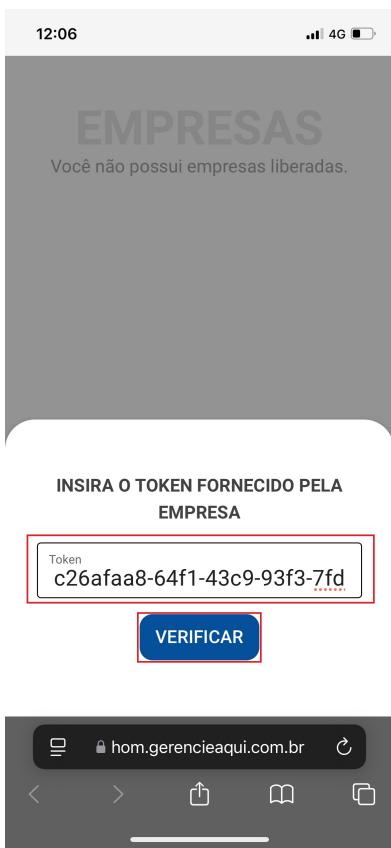 12:06
4G
EMPRESAS
Você não possui empresas liberadas.
INSIRA O TOKEN FORNECIDO PELA
EMPRESA
Token
c26afaa8-64f1-43c9-93f3-7fd
VERIFICAR
hom.gerencieaqui.com.br